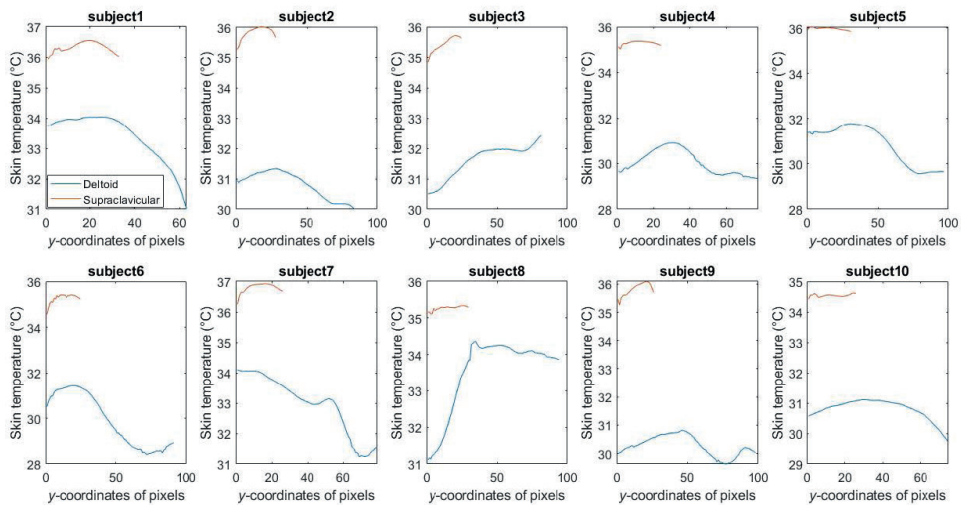 subject1
37
36
35
34
33
32
31
Skin temperature (°C)
Deltoid
Supraclavicular
0 20 40 60
y-coordinates of pixels
subject2
36
35
34
33
32
31
30
Skin temperature (°C)
0 50 100
y-coordinates of pixels
subject3
36
35
34
33
32
31
30
Skin temperature (°C)
0 50 100
y-coordinates of pixels
subject4
36
34
32
30
28
Skin temperature (°C)
0 20 40 60
y-coordinates of pixels
subject5
36
34
32
30
28
Skin temperature (°C)
0 50 100
y-coordinates of pixels
subject6
36
35
34
33
32
31
30
29
28
Skin temperature (°C)
0 50 100
y-coordinates of pixels
subject7
37
36
35
34
33
32
31
Skin temperature (°C)
0 20 40 60
y-coordinates of pixels
subject8
36
35
34
33
32
31
Skin temperature (°C)
0 50 100
y-coordinates of pixels
subject9
36
35
34
33
32
31
30
Skin temperature (°C)
0 50 100
y-coordinates of pixels
subject10
35
34
33
32
31
30
29
Skin temperature (°C)
0 20 40 60
y-coordinates of pixels